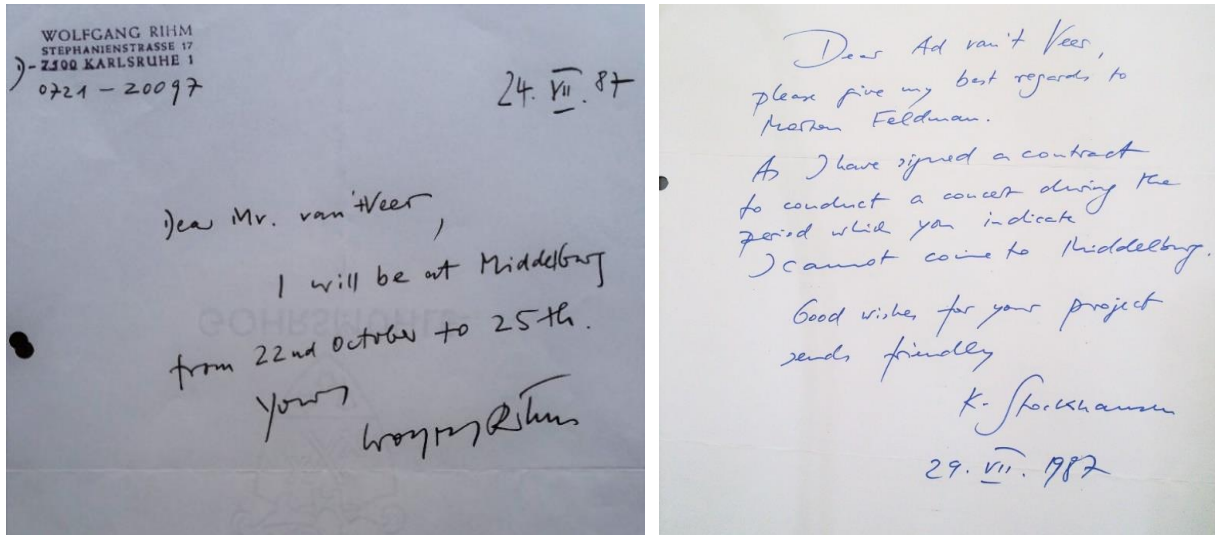 WOLFGANG RIHM
STEPHANIENSTRASSE 17
D-7500 KARLSRUHE 1
0721 - 20097
24. VII. 87
Dear Mr. van't Veer,
I will be at Middelburg
from 22nd October to 25th.
Yours
Wolfgang Rihm
GOHRSMÜHLE
Dear Ad van't Veer,
please give my best regards to
Morton Feldman.
As I have signed a contract
to conduct a concert during the
period which you indicate
I cannot come to Middelburg.
Good wishes for your project
sends friendly
K. Stockhausen
29. VII. 1987